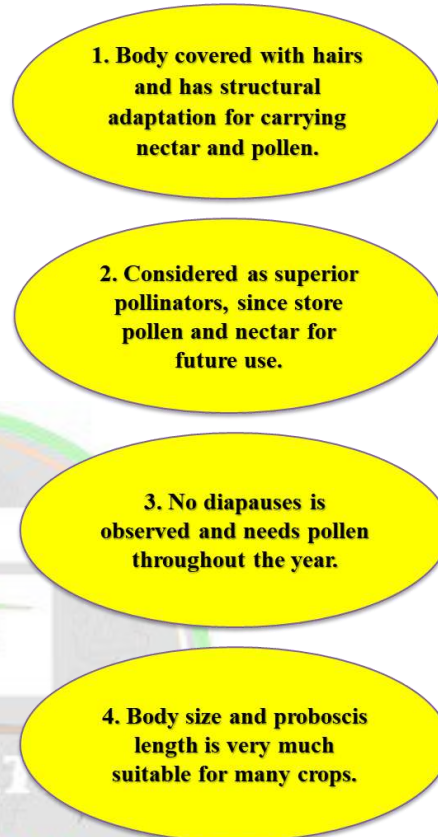 1. Body covered with hairs
and has structural
adaptation for carrying
nectar and pollen.
2. Considered as superior
pollinators, since store
pollen and nectar for
future use.
3. No diapauses is
observed and needs pollen
throughout the year.
4. Body size and proboscis
length is very much
suitable for many crops.